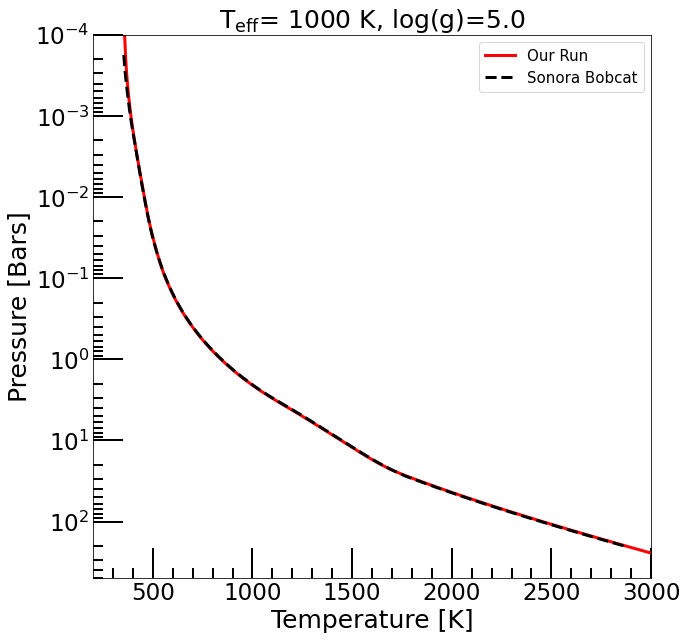 T_eff= 1000 K, log(g)=5.0
Our Run
Sonora Bobcat
Pressure [Bars]
10⁻⁴
10⁻³
10⁻²
10⁻¹
10⁰
10¹
10²
500 1000 1500 2000 2500 3000
Temperature [K]